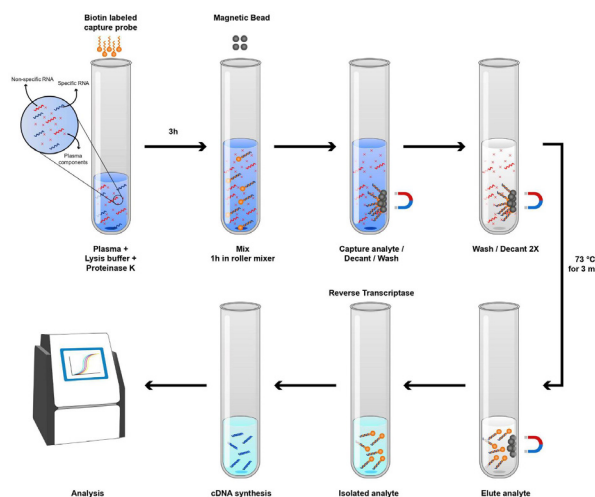 Biotin labeled
capture probe
Magnetic Bead
Non-specific RNA
Specific RNA
Plasma
components
3h
Plasma +
Lysis buffer +
Proteinase K
Mix
1h in roller mixer
Capture analyte /
Decant / Wash
Wash / Decant 2X
73 °C
for 3 m
Reverse Transcriptase
Analysis
cDNA synthesis
Isolated analyte
Elute analyte